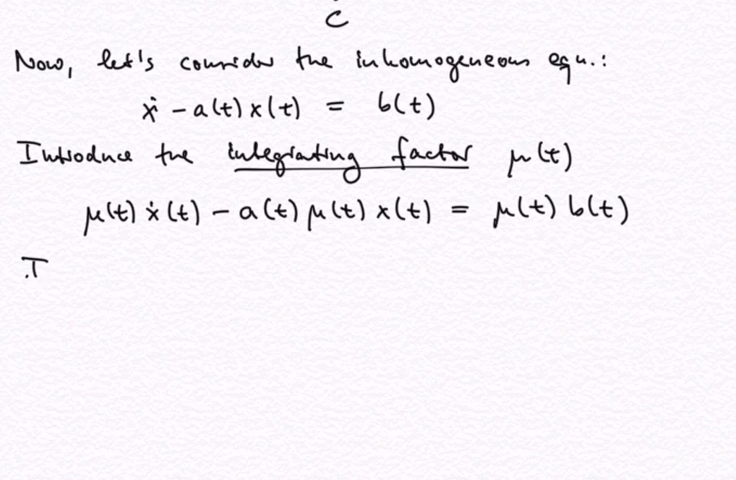 C
Now, let's consider the inhomogeneous equ.:
ẋ - a(t) x(t) = b(t)
Introduce the integrating factor μ(t)
μ(t) ẋ(t) - a(t) μ(t) x(t) = μ(t) b(t)
I